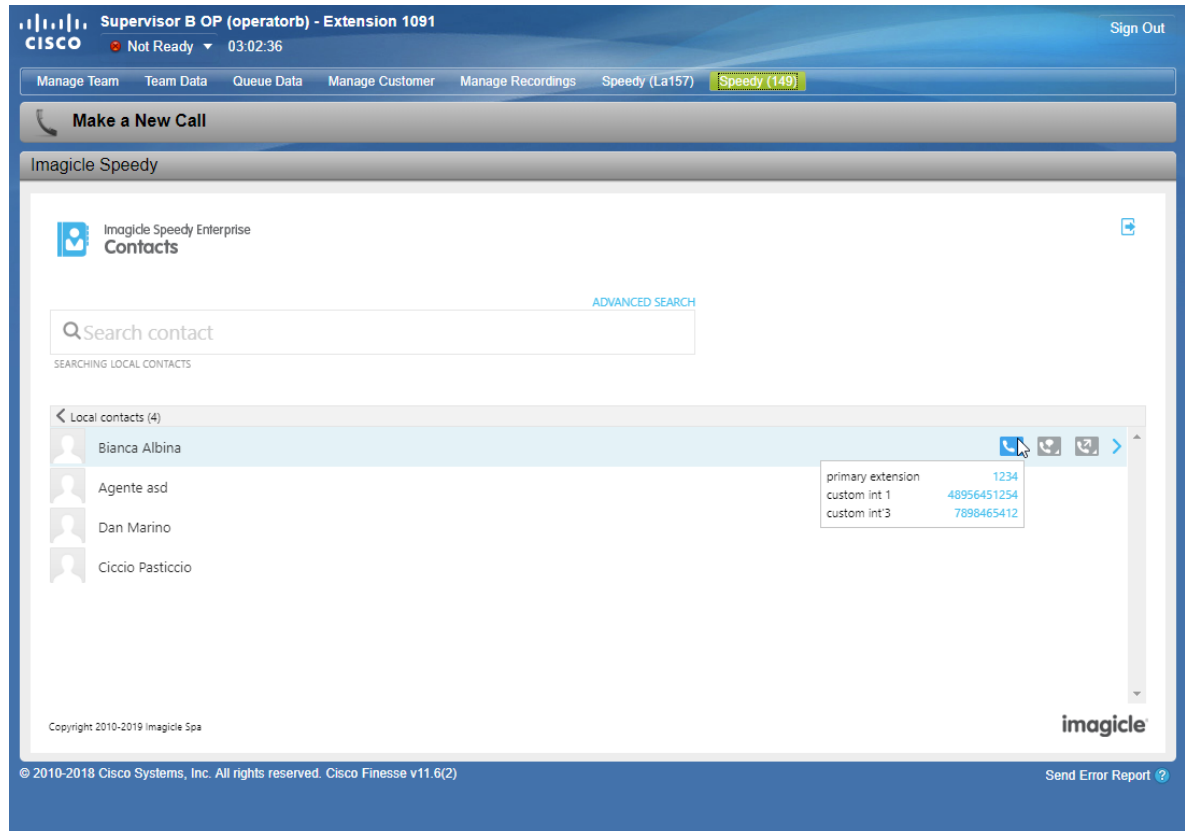 Supervisor B OP (operatorb) - Extension 1091
Sign Out
CISCO
Not Ready 03:02:36
Manage Team Team Data Queue Data Manage Customer Manage Recordings Speedy (La157) Speedy (149)
Make a New Call
Imagicle Speedy
Imagicle Speedy Enterprise
Contacts
ADVANCED SEARCH
Search contact
SEARCHING LOCAL CONTACTS
Local contacts (4)
Bianca Albina
primary extension 1234
custom int 1 48956451254
custom int'3 7898465412
Agente asd
Dan Marino
Ciccio Pasticcio
Copyright 2010-2019 Imagicle Spa
imagicle
© 2010-2018 Cisco Systems, Inc. All rights reserved. Cisco Finesse v11.6(2)
Send Error Report ?